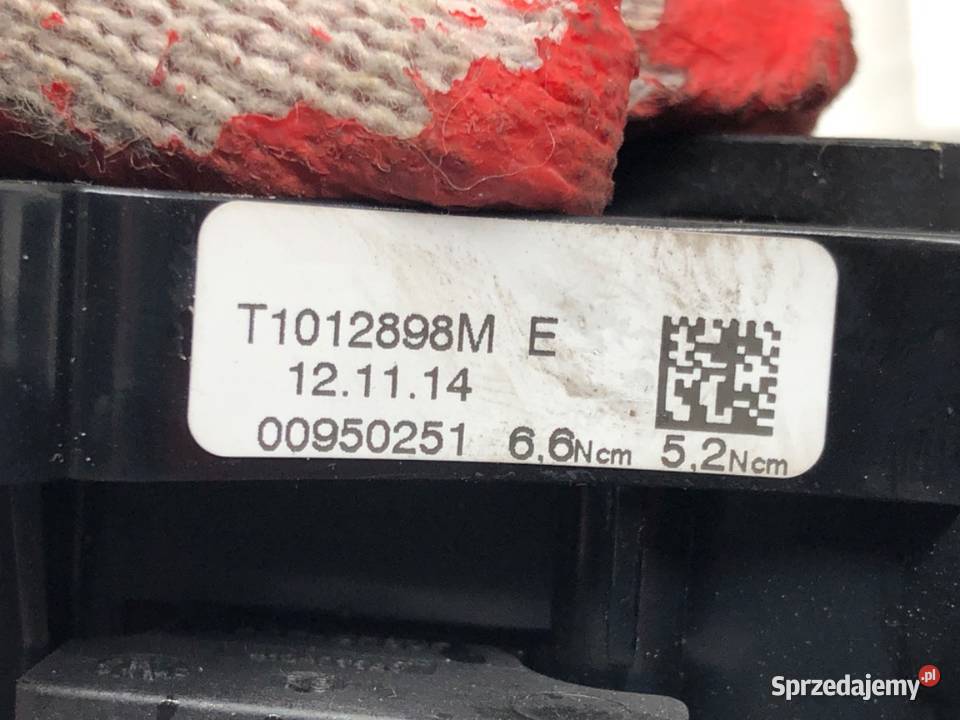 T1012898M E
12.11.14
00950251 6,6Ncm 5,2Ncm
Sprzedajemy.pl